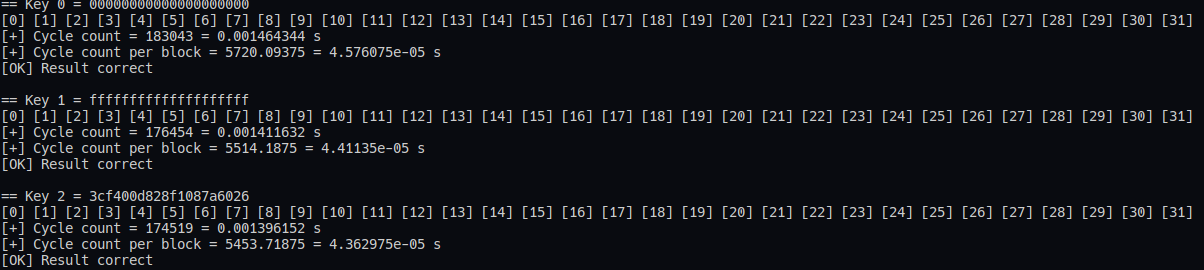 == Key 0 = 00000000000000000000
[0] [1] [2] [3] [4] [5] [6] [7] [8] [9] [10] [11] [12] [13] [14] [15] [16] [17] [18] [19] [20] [21] [22] [23] [24] [25] [26] [27] [28] [29] [30] [31]
[+] Cycle count = 183043 = 0.001464344 s
[+] Cycle count per block = 5720.09375 = 4.576075e-05 s
[OK] Result correct
== Key 1 = ffffffffffffffffffff
[0] [1] [2] [3] [4] [5] [6] [7] [8] [9] [10] [11] [12] [13] [14] [15] [16] [17] [18] [19] [20] [21] [22] [23] [24] [25] [26] [27] [28] [29] [30] [31]
[+] Cycle count = 176454 = 0.001411632 s
[+] Cycle count per block = 5514.1875 = 4.41135e-05 s
[OK] Result correct
== Key 2 = 3cf400d828f1087a6026
[0] [1] [2] [3] [4] [5] [6] [7] [8] [9] [10] [11] [12] [13] [14] [15] [16] [17] [18] [19] [20] [21] [22] [23] [24] [25] [26] [27] [28] [29] [30] [31]
[+] Cycle count = 174519 = 0.001396152 s
[+] Cycle count per block = 5453.71875 = 4.362975e-05 s
[OK] Result correct